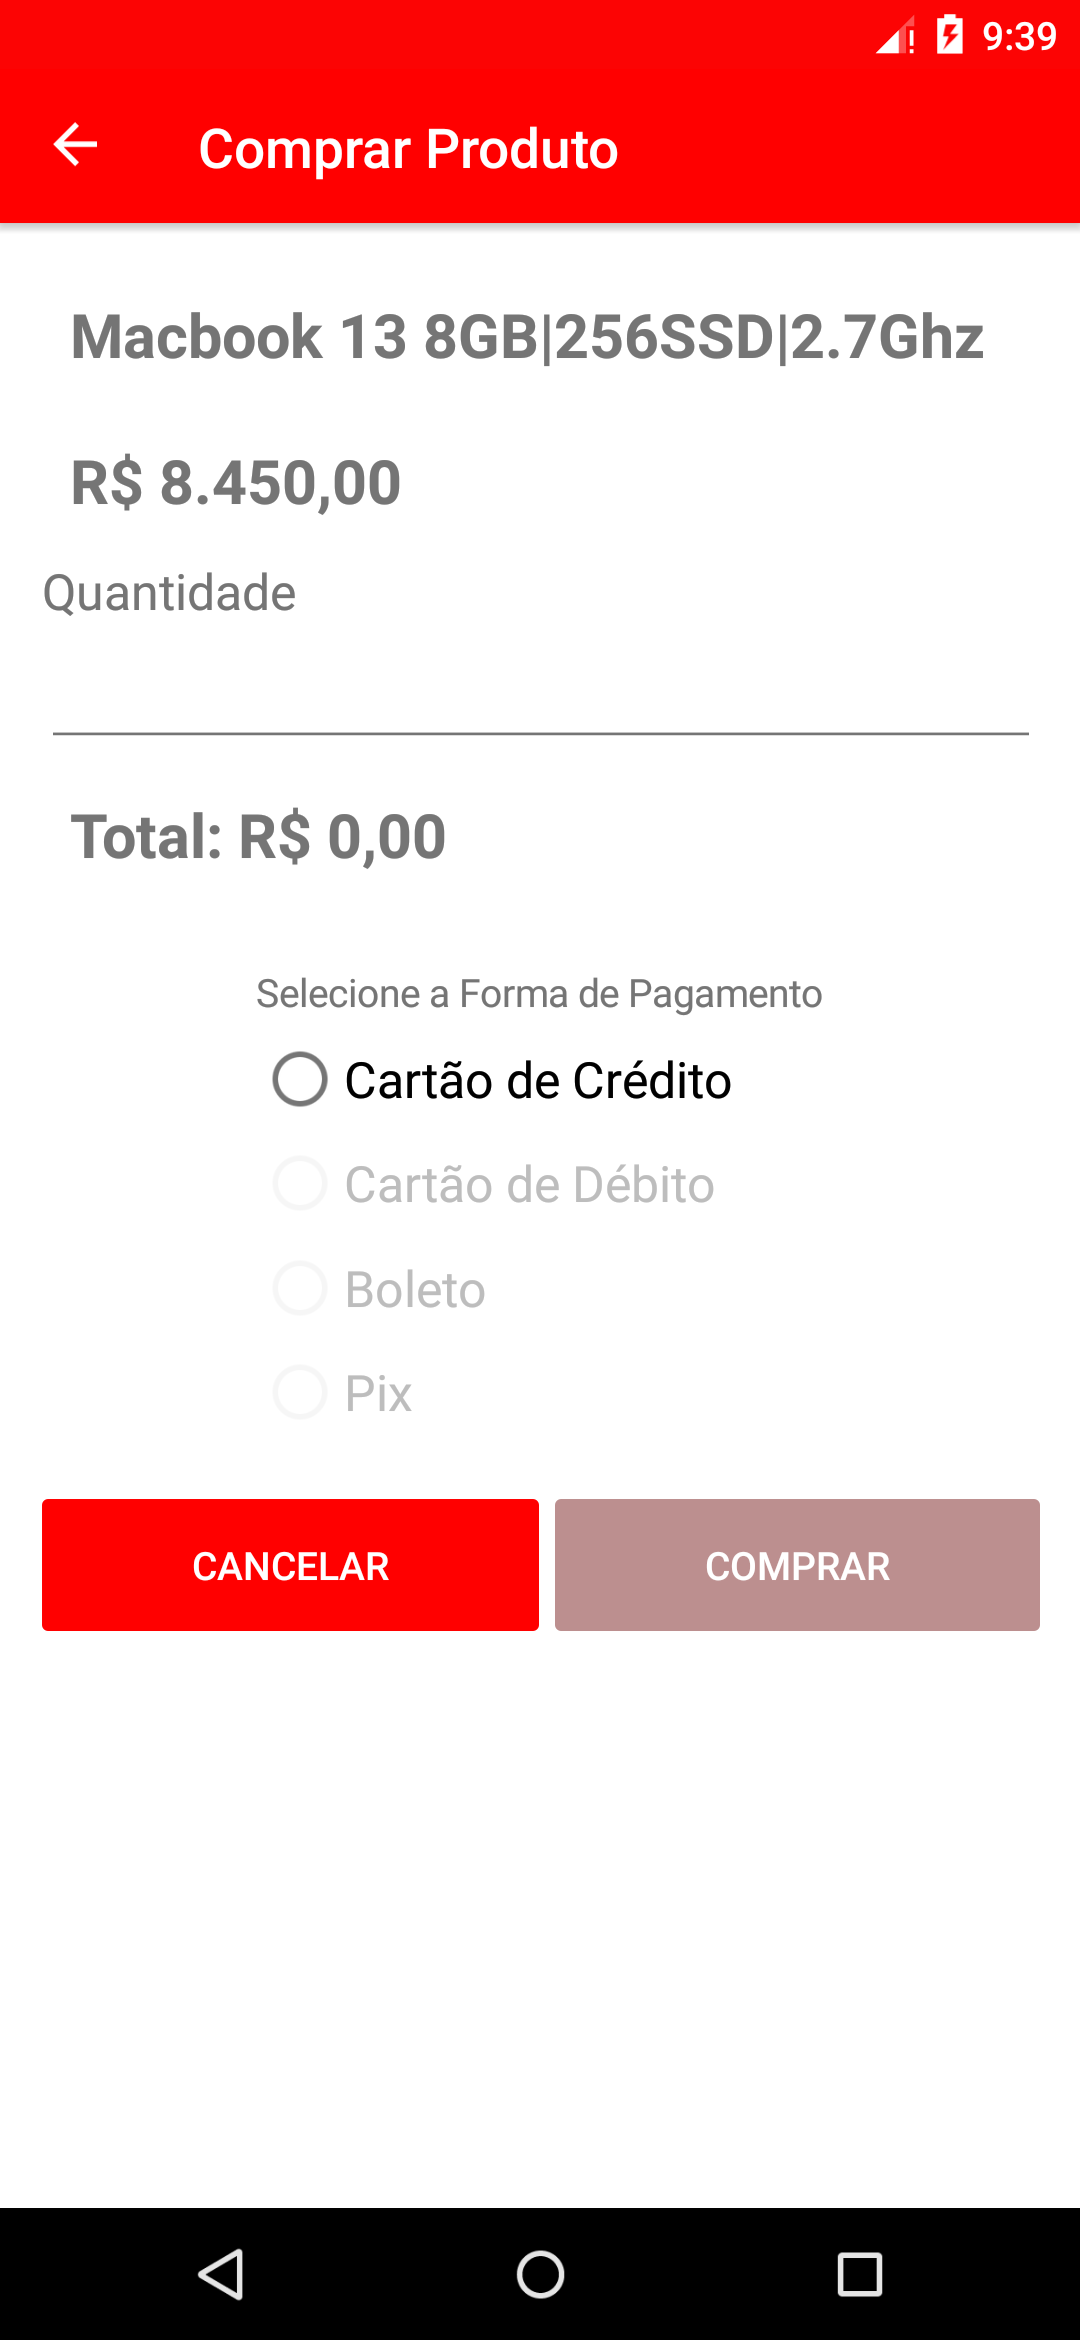 9:39
Comprar Produto
Macbook 13 8GB|256SSD|2.7Ghz
R$ 8.450,00
Quantidade
Total: R$ 0,00
Selecione a Forma de Pagamento
Cartão de Crédito
Cartão de Débito
Boleto
Pix
CANCELAR COMPRAR